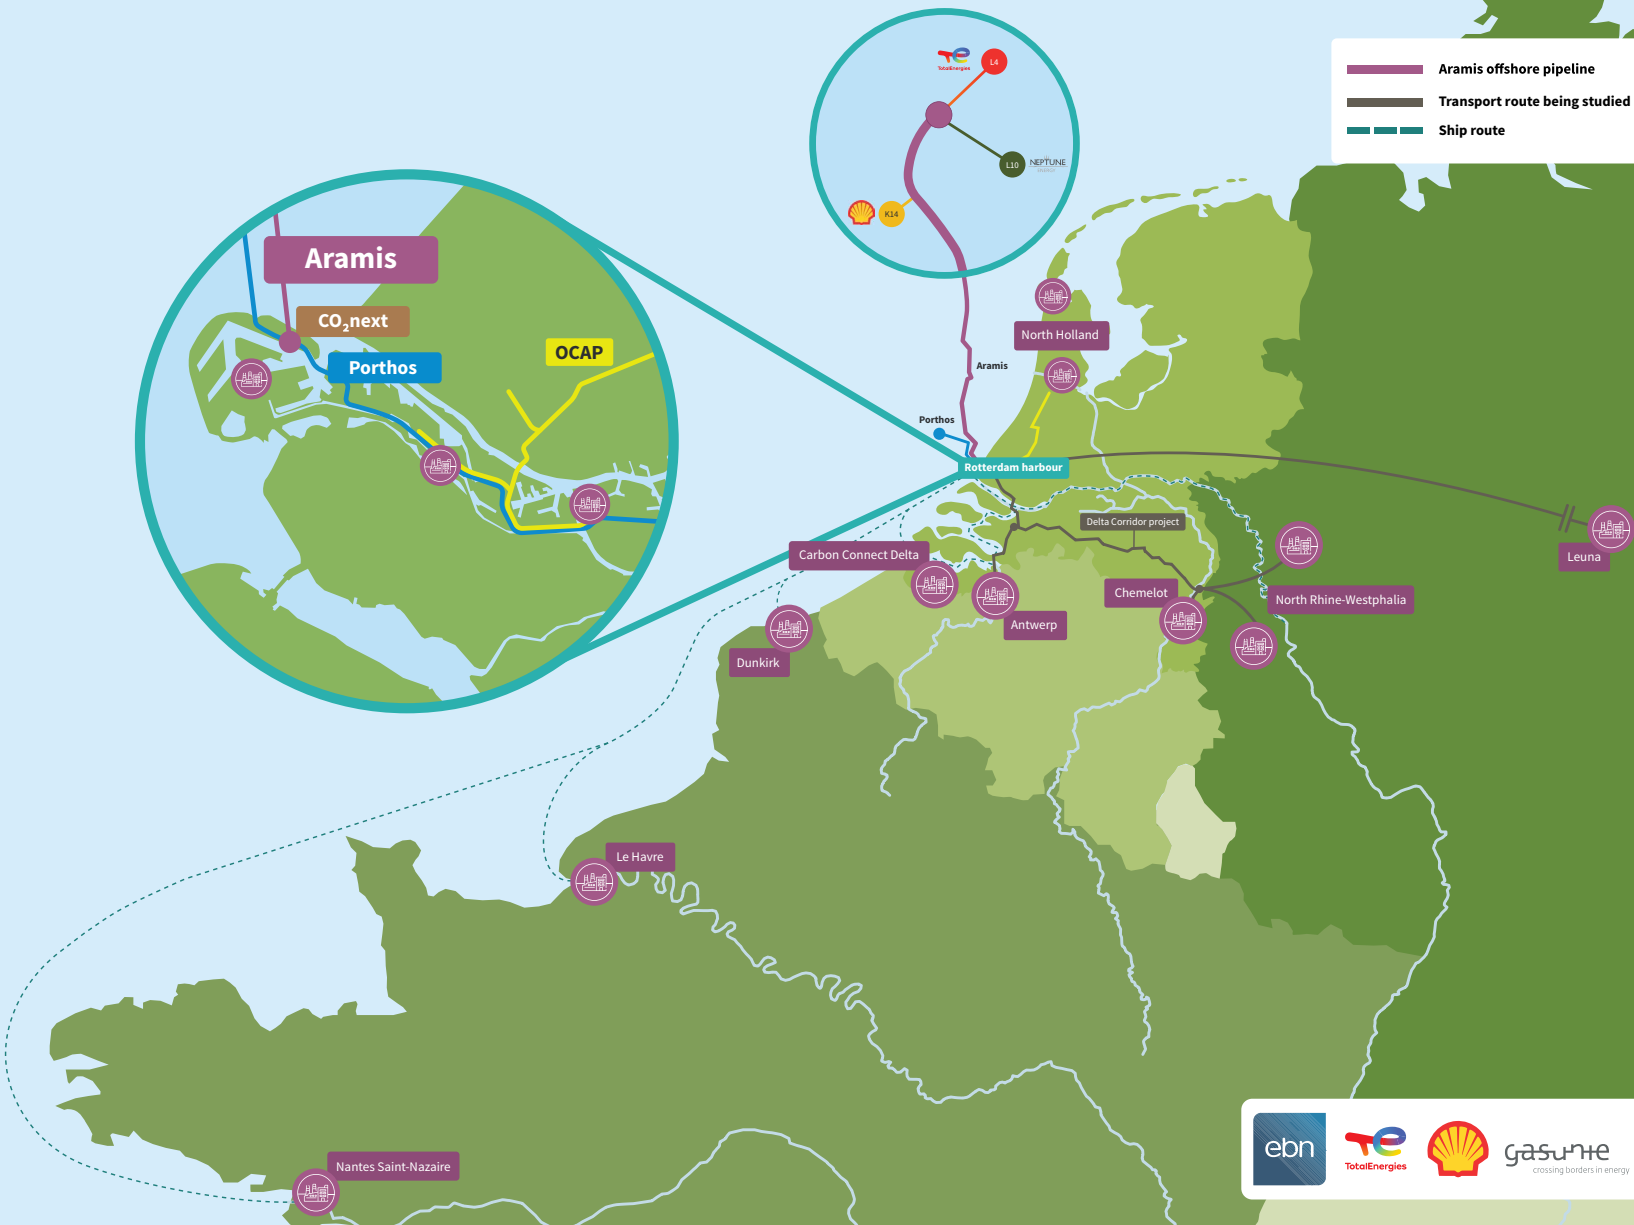 TotalEnergies
L4
L10
NEPTUNE
ENERGY
K14
Aramis offshore pipeline
Transport route being studied
Ship route
Aramis
CO2next
Porthos
OCAP
North Holland
Aramis
Porthos
Rotterdam harbour
Delta Corridor project
Carbon Connect Delta
Leuna
Chemelot
North Rhine-Westphalia
Antwerp
Dunkirk
Le Havre
Nantes Saint-Nazaire
ebn
TotalEnergies
gasunie
crossing borders in energy